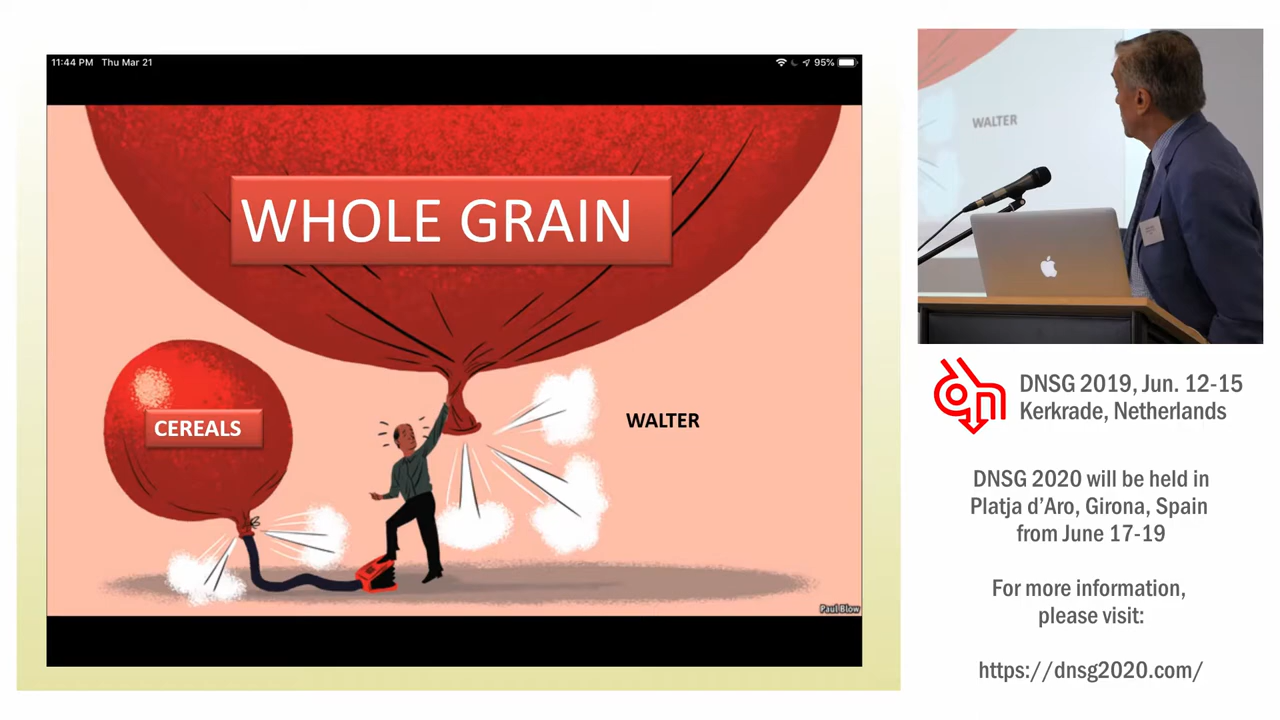 11:44 PM Thu Mar 21
95%
WHOLE GRAIN
CEREALS
WALTER
Paul Blow
WALTER
DNSG 2019, Jun. 12-15
Kerkrade, Netherlands
DNSG 2020 will be held in
Platja d'Aro, Girona, Spain
from June 17-19
For more information,
please visit:
https://dnsg2020.com/